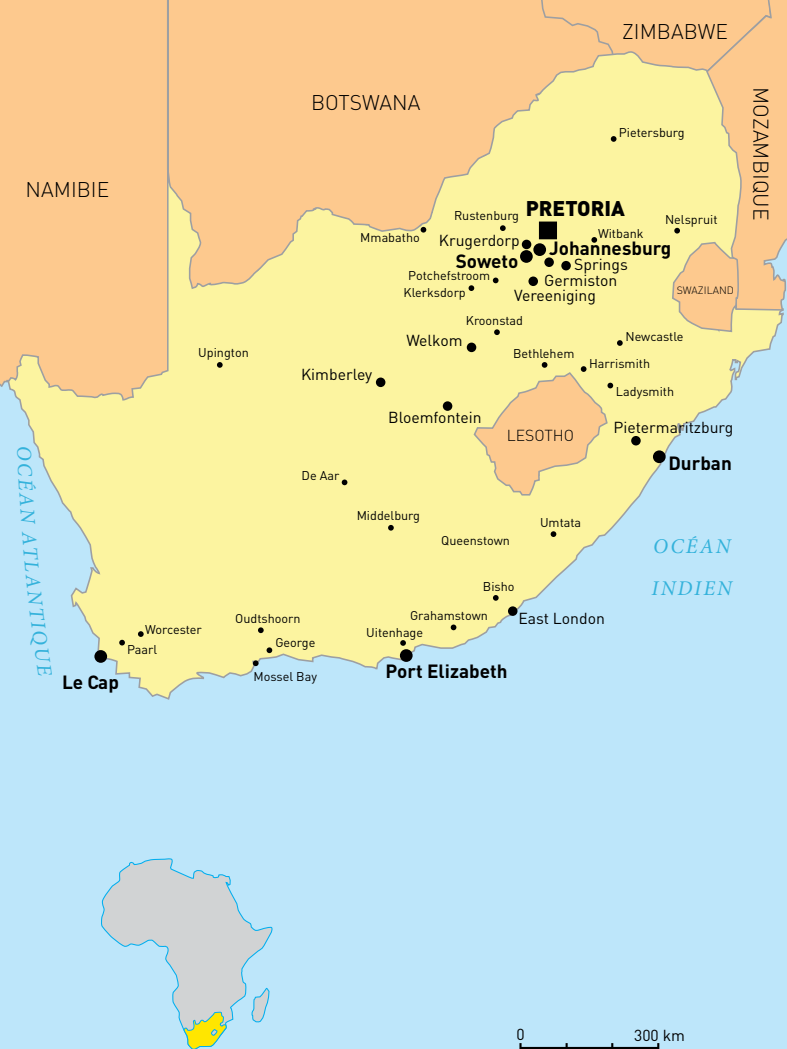 ZIMBABWE
BOTSWANA
MOZAMBIQUE
NAMIBIE
Pietersburg
PRETORIA
Rustenburg
Nelspruit
Mmabatho
Krugerdorp
Witbank
Johannesburg
Soweto
Springs
Potchefstroom
Germiston
Klerksdorp
Vereeniging
SWAZILAND
Kroonstad
Welkom
Newcastle
Upington
Bethlehem
Harrismith
Kimberley
Ladysmith
Bloemfontein
LESOTHO
Pietermaritzburg
Durban
De Aar
Middelburg
Umtata
Queenstown
OCÉAN
INDIEN
OCÉAN ATLANTIQUE
Bisho
Grahamstown
East London
Oudtshoorn
Uitenhage
Worcester
Paarl
George
Le Cap
Mossel Bay
Port Elizabeth
0 300 km